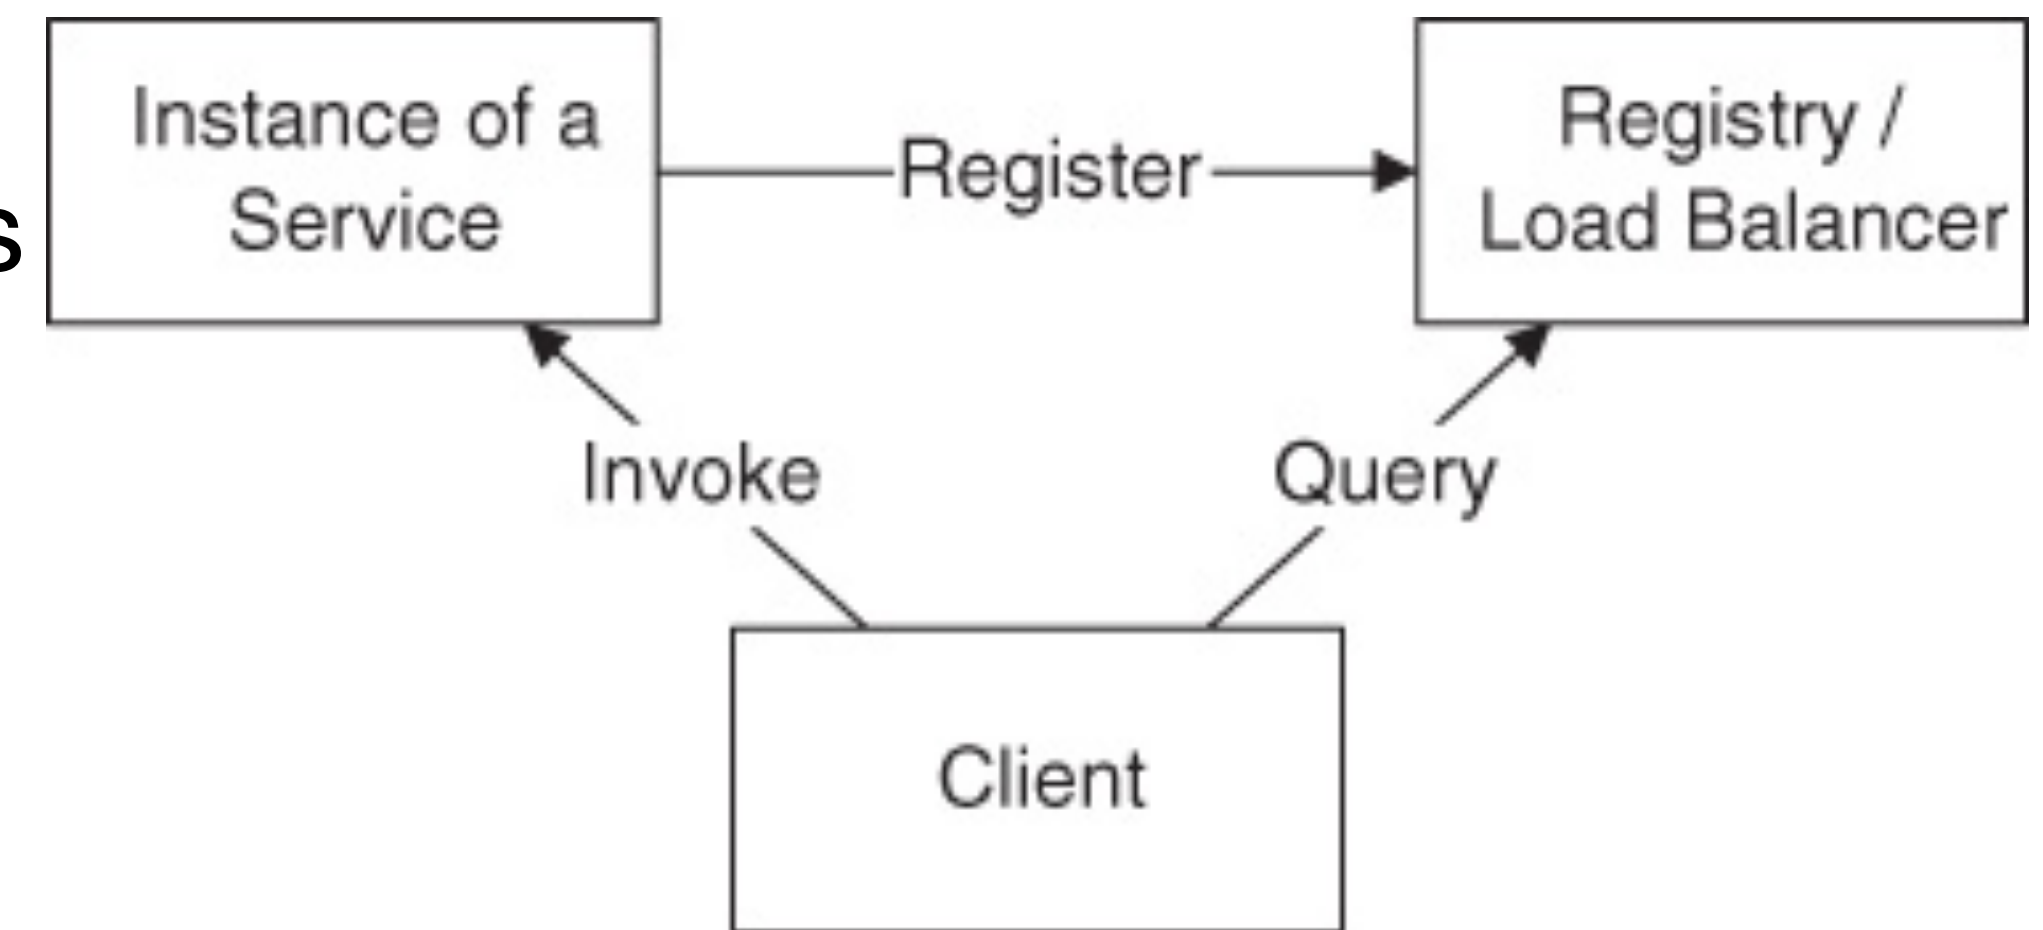 Instance of a
Service
Register
Registry /
Load Balancer
s
Invoke
Query
Client